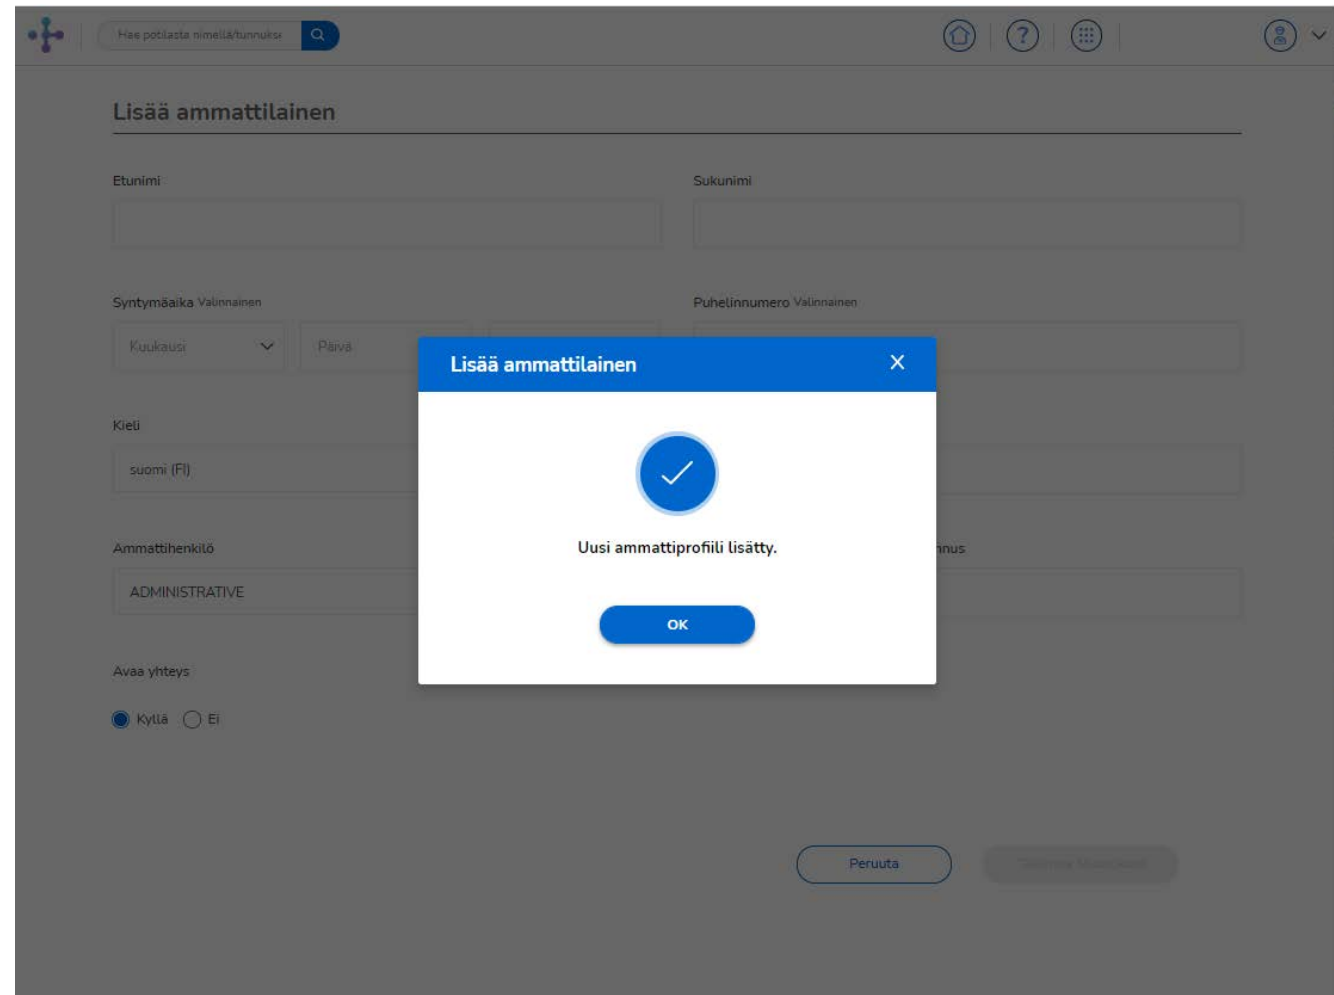 Hae potilasta nimellä/tunnukse
Lisää ammattilainen
Etunimi
Sukunimi
Syntymäaika Valinnainen
Puhelinnumero Valinnainen
Kuukausi
Päivä
Lisää ammattilainen
X
Kieli
suomi (FI)
Uusi ammattiprofiili lisätty.
Ammattihenkilö
nnus
ADMINISTRATIVE
OK
Avaa yhteys
Kyllä
Ei
Peruuta